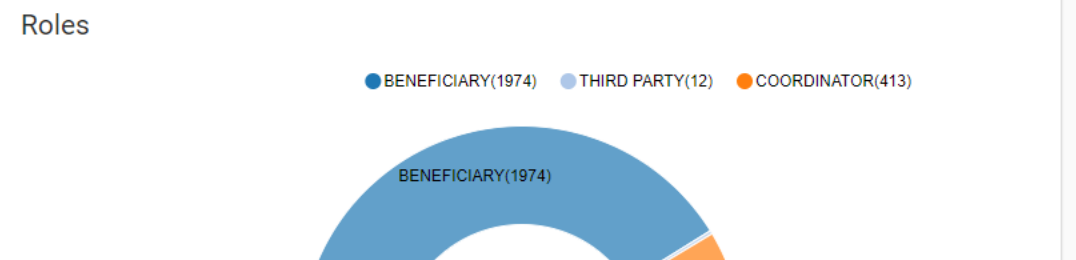 Roles
BENEFICIARY(1974) THIRD PARTY(12) COORDINATOR(413)
BENEFICIARY(1974)